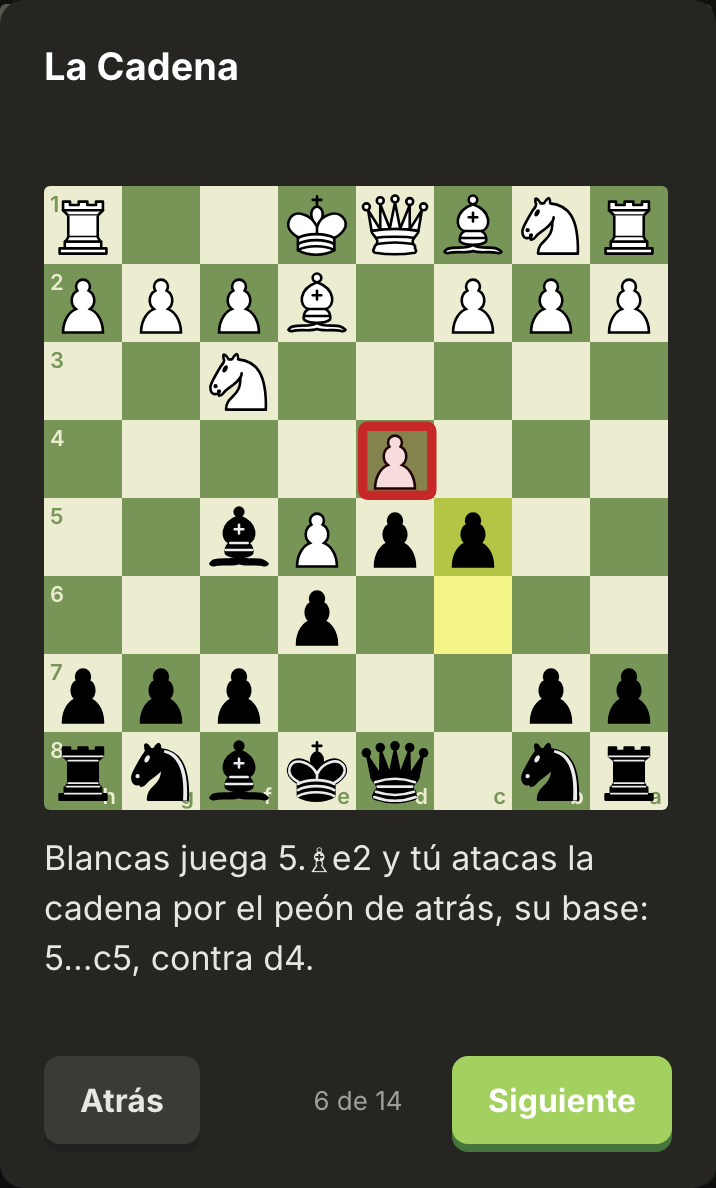 La Cadena
1
2
3
4
5
6
7
8
h g f e d c b a
Blancas juega 5.♗e2 y tú atacas la
cadena por el peón de atrás, su base:
5...c5, contra d4.
Atrás
6 de 14
Siguiente